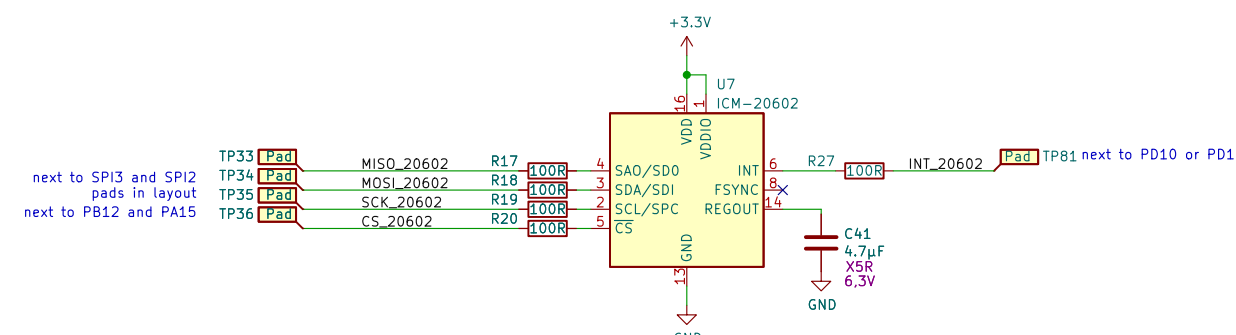 +3.3V
U7
ICM-20602
16
1
VDD
VDDIO
TP33 Pad
MISO_20602
R17
100R
4
SAO/SD0
INT
6
R27
100R
INT_20602
Pad TP81
next to PD10 or PD1
next to SPI3 and SPI2
pads in layout
next to PB12 and PA15
TP34 Pad
MOSI_20602
R18
100R
3
SDA/SDI
FSYNC
8
TP35 Pad
SCK_20602
R19
100R
2
SCL/SPC
REGOUT
14
TP36 Pad
CS_20602
R20
100R
5
CS
GND
13
C41
4.7µF
X5R
6,3V
GND
GND